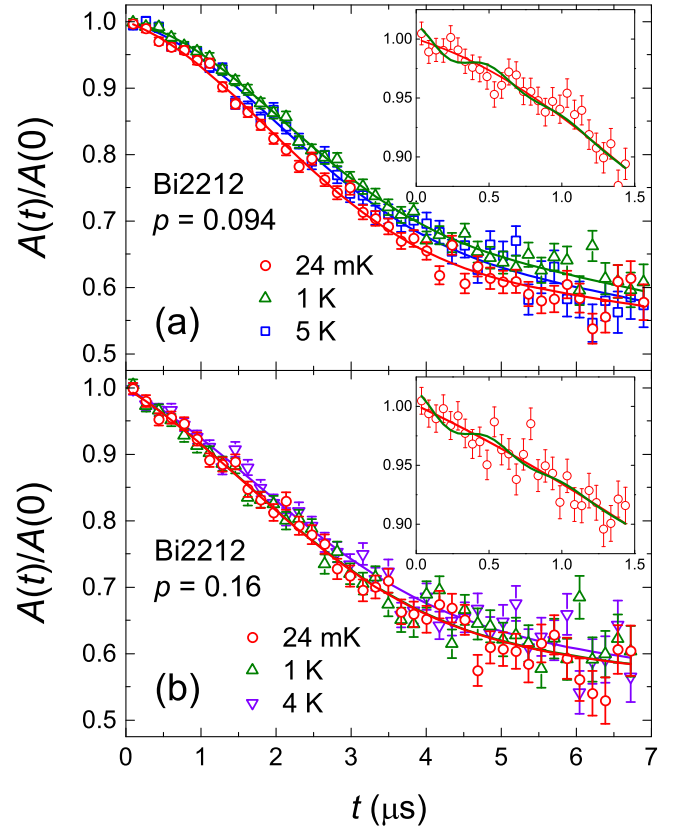 1.0
0.9
0.8
0.7
0.6
0.5
A(t)/A(0)
Bi2212
p = 0.094
24 mK
1 K
5 K
(a)
1.00
0.95
0.90
0.0 0.5 1.0 1.5
1.0
0.9
0.8
0.7
0.6
0.5
A(t)/A(0)
Bi2212
p = 0.16
24 mK
1 K
4 K
(b)
1.00
0.95
0.90
0.0 0.5 1.0 1.5
0 1 2 3 4 5 6 7
t (μs)